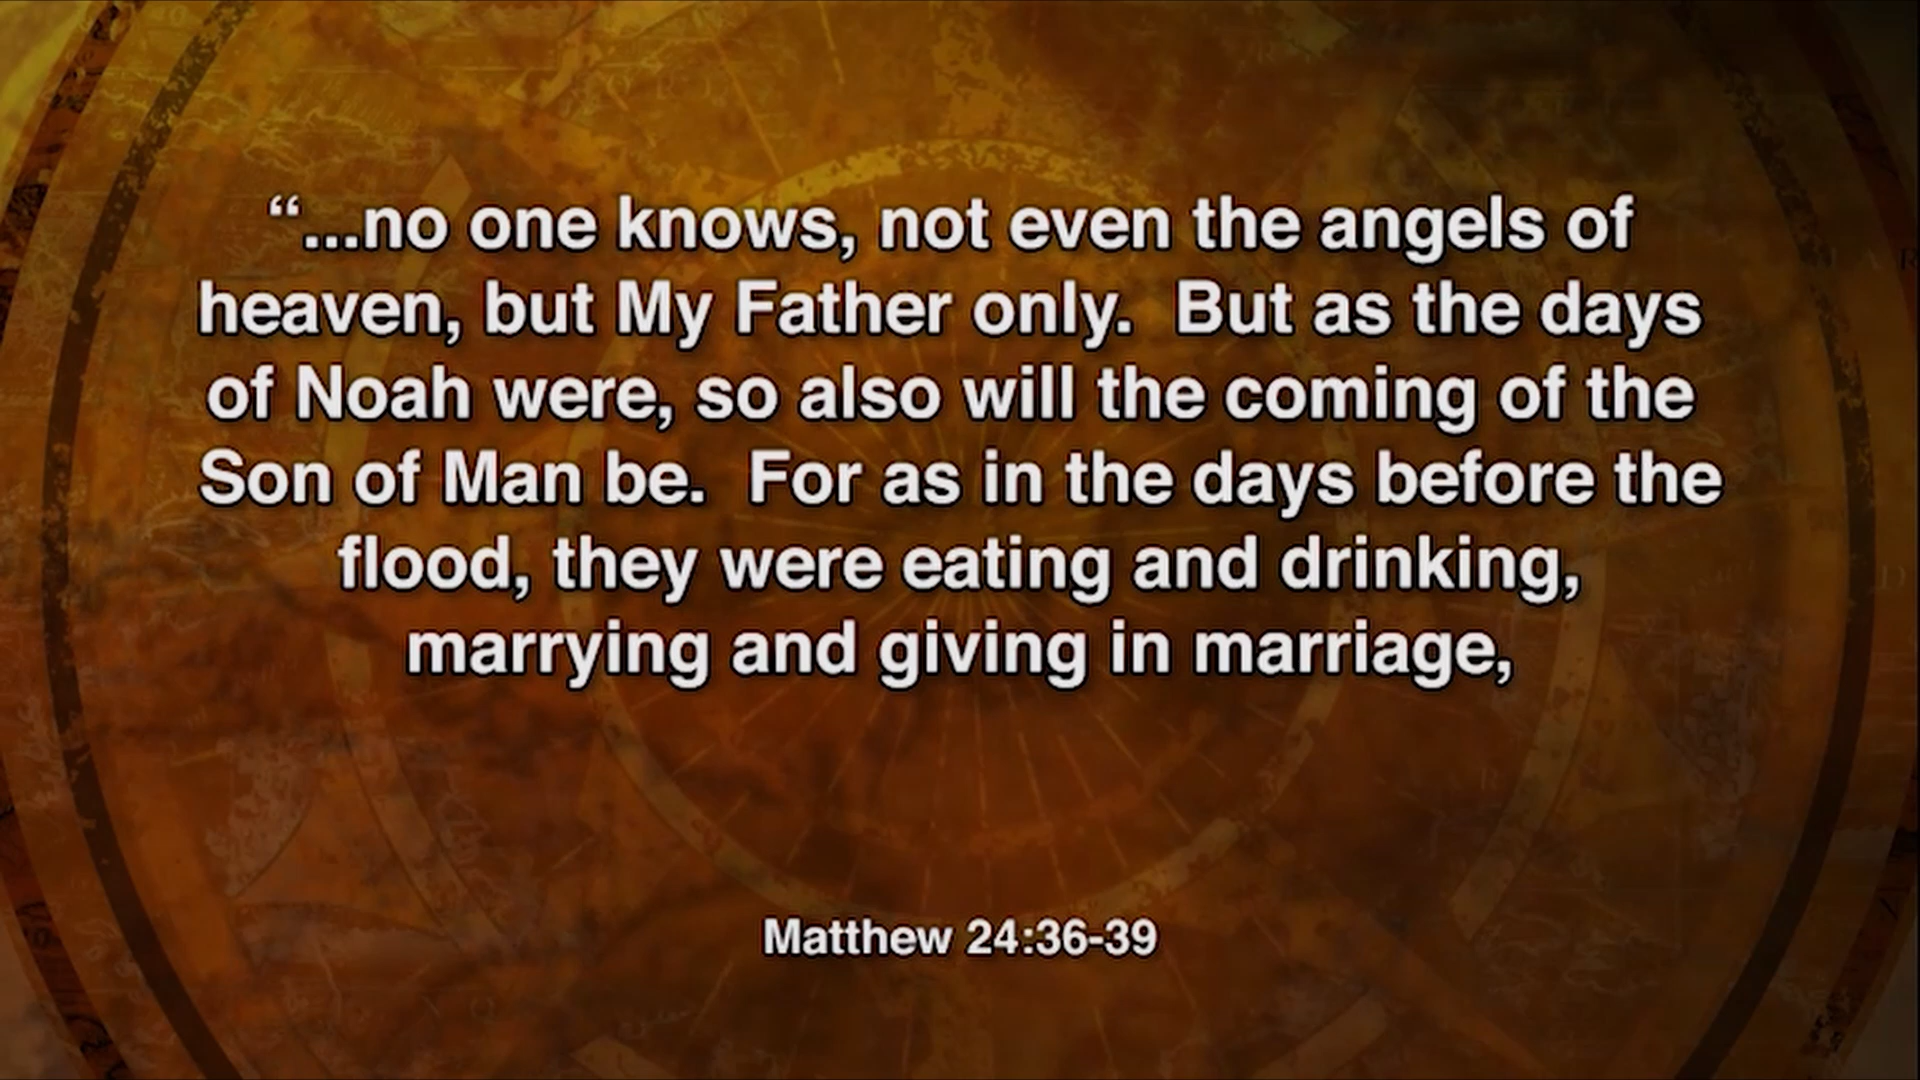 “...no one knows, not even the angels of
heaven, but My Father only.  But as the days
of Noah were, so also will the coming of the
Son of Man be.  For as in the days before the
flood, they were eating and drinking,
marrying and giving in marriage,
Matthew 24:36-39